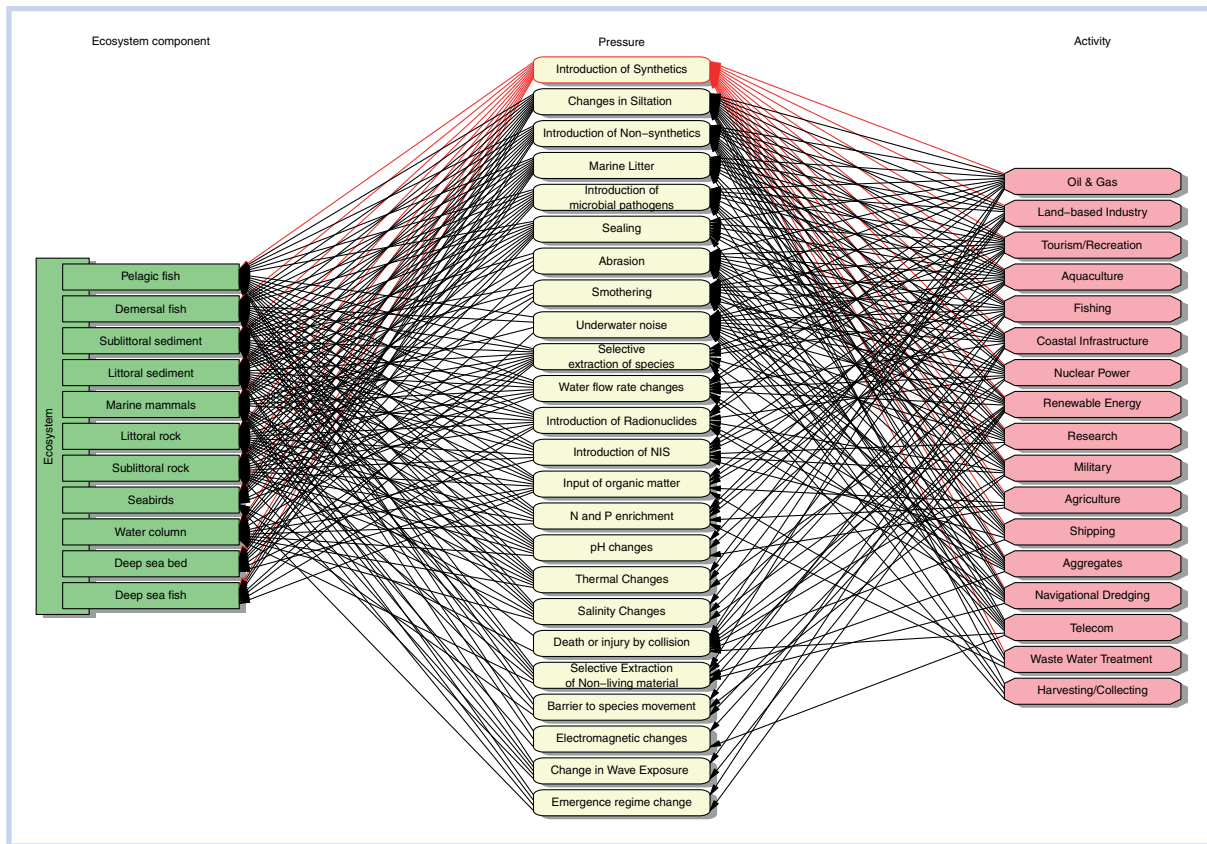 Ecosystem component
Pressure
Activity
Introduction of Synthetics
Changes in Siltation
Introduction of Non−synthetics
Marine Litter
Introduction of
microbial pathogens
Sealing
Abrasion
Smothering
Underwater noise
Selective
extraction of species
Water flow rate changes
Introduction of Radionuclides
Introduction of NIS
Input of organic matter
N and P enrichment
pH changes
Thermal Changes
Salinity Changes
Death or injury by collision
Selective Extraction
of Non−living material
Barrier to species movement
Electromagnetic changes
Change in Wave Exposure
Emergence regime change
Ecosystem
Pelagic fish
Demersal fish
Sublittoral sediment
Littoral sediment
Marine mammals
Littoral rock
Sublittoral rock
Seabirds
Water column
Deep sea bed
Deep sea fish
Oil & Gas
Land−based Industry
Tourism/Recreation
Aquaculture
Fishing
Coastal Infrastructure
Nuclear Power
Renewable Energy
Research
Military
Agriculture
Shipping
Aggregates
Navigational Dredging
Telecom
Waste Water Treatment
Harvesting/Collecting